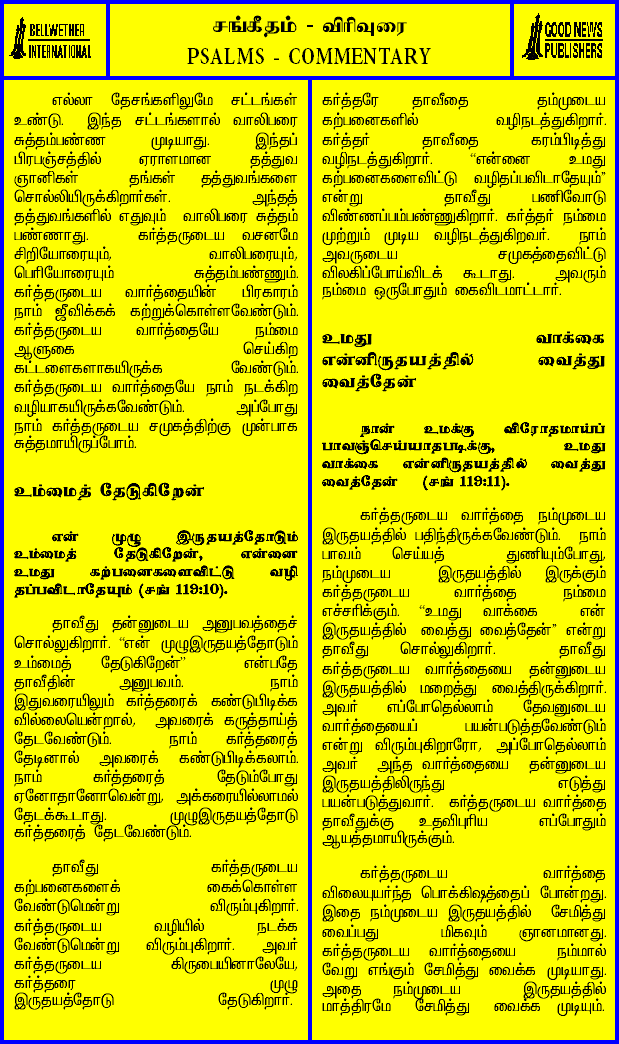 BELLWETHER
INTERNATIONAL
சங்கீதம் - விரிவுரை
PSALMS - COMMENTARY
GOOD NEWS
PUBLISHERS
எல்லா தேசங்களிலுமே சட்டங்கள்
உண்டு. இந்த சட்டங்களால் வாலிபரை
சுத்தம்பண்ண முடியாது. இந்தப்
பிரபஞ்சத்தில் ஏராளமான தத்துவ
ஞானிகள் தங்கள் தத்துவங்களை
சொல்லியிருக்கிறார்கள். அந்தத்
தத்துவங்களில் எதுவும் வாலிபரை சுத்தம்
பண்ணாது. கர்த்தருடைய வசனமே
சிறியோரையும், வாலிபரையும்,
பெரியோரையும் சுத்தம்பண்ணும்.
கர்த்தருடைய வார்த்தையின் பிரகாரம்
நாம் ஜீவிக்கக் கற்றுக்கொள்ளவேண்டும்.
கர்த்தருடைய வார்த்தையே நம்மை
ஆளுகை செய்கிற
கட்டளைகளாகயிருக்க வேண்டும்.
கர்த்தருடைய வார்த்தையே நாம் நடக்கிற
வழியாகயிருக்கவேண்டும். அப்போது
நாம் கர்த்தருடைய சமுகத்திற்கு முன்பாக
சுத்தமாயிருப்போம்.
உம்மைத் தேடுகிறேன்
என் முழு இருதயத்தோடும்
உம்மைத் தேடுகிறேன், என்னை
உமது கற்பனைகளைவிட்டு வழி
தப்பவிடாதேயும் (சங் 119:10).
தாவீது தன்னுடைய அனுபவத்தைச்
சொல்லுகிறார். “என் முழுஇருதயத்தோடும்
உம்மைத் தேடுகிறேன்” என்பதே
தாவீதின் அனுபவம். நாம்
இதுவரையிலும் கர்த்தரைக் கண்டுபிடிக்க
வில்லையென்றால், அவரைக் கருத்தாய்த்
தேடவேண்டும். நாம் கர்த்தரைத்
தேடினால் அவரைக் கண்டுபிடிக்கலாம்.
நாம் கர்த்தரைத் தேடும்போது
ஏனோதானோவென்று, அக்கரையில்லாமல்
தேடக்கூடாது. முழுஇருதயத்தோடு
கர்த்தரைத் தேடவேண்டும்.
தாவீது கர்த்தருடைய
கற்பனைகளைக் கைக்கொள்ள
வேண்டுமென்று விரும்புகிறார்.
கர்த்தருடைய வழியில் நடக்க
வேண்டுமென்று விரும்புகிறார். அவர்
கர்த்தருடைய கிருபையினாலேயே,
கர்த்தரை முழு
இருதயத்தோடு தேடுகிறார்.
கர்த்தரே தாவீதை தம்முடைய
கற்பனைகளில் வழிநடத்துகிறார்.
கர்த்தர் தாவீதை கரம்பிடித்து
வழிநடத்துகிறார். “என்னை உமது
கற்பனைகளைவிட்டு வழிதப்பவிடாதேயும்”
என்று தாவீது பணிவோடு
விண்ணப்பம்பண்ணுகிறார். கர்த்தர் நம்மை
முற்றும் முடிய வழிநடத்துகிறவர். நாம்
அவருடைய சமுகத்தைவிட்டு
விலகிப்போய்விடக் கூடாது. அவரும்
நம்மை ஒருபோதும் கைவிடமாட்டார்.
உமது வாக்கை
என்னிருதயத்தில் வைத்து
வைத்தேன்
நான் உமக்கு விரோதமாய்ப்
பாவஞ்செய்யாதபடிக்கு, உமது
வாக்கை என்னிருதயத்தில் வைத்து
வைத்தேன் (சங் 119:11).
கர்த்தருடைய வார்த்தை நம்முடைய
இருதயத்தில் பதிந்திருக்கவேண்டும். நாம்
பாவம் செய்யத் துணியும்போது,
நம்முடைய இருதயத்தில் இருக்கும்
கர்த்தருடைய வார்த்தை நம்மை
எச்சரிக்கும். “உமது வாக்கை என்
இருதயத்தில் வைத்து வைத்தேன்” என்று
தாவீது சொல்லுகிறார். தாவீது
கர்த்தருடைய வார்த்தையை தன்னுடைய
இருதயத்தில் மறைத்து வைத்திருக்கிறார்.
அவர் எப்போதெல்லாம் தேவனுடைய
வார்த்தையைப் பயன்படுத்தவேண்டும்
என்று விரும்புகிறாரோ, அப்போதெல்லாம்
அவர் அந்த வார்த்தையை தன்னுடைய
இருதயத்திலிருந்து எடுத்து
பயன்படுத்துவார். கர்த்தருடைய வார்த்தை
தாவீதுக்கு உதவிபுரிய எப்போதும்
ஆயத்தமாயிருக்கும்.
கர்த்தருடைய வார்த்தை
விலையுயர்ந்த பொக்கிஷத்தைப் போன்றது.
இதை நம்முடைய இருதயத்தில் சேமித்து
வைப்பது மிகவும் ஞானமானது.
கர்த்தருடைய வார்த்தையை நம்மால்
வேறு எங்கும் சேமித்து வைக்க முடியாது.
அதை நம்முடைய இருதயத்தில்
மாத்திரமே சேமித்து வைக்க முடியும்.